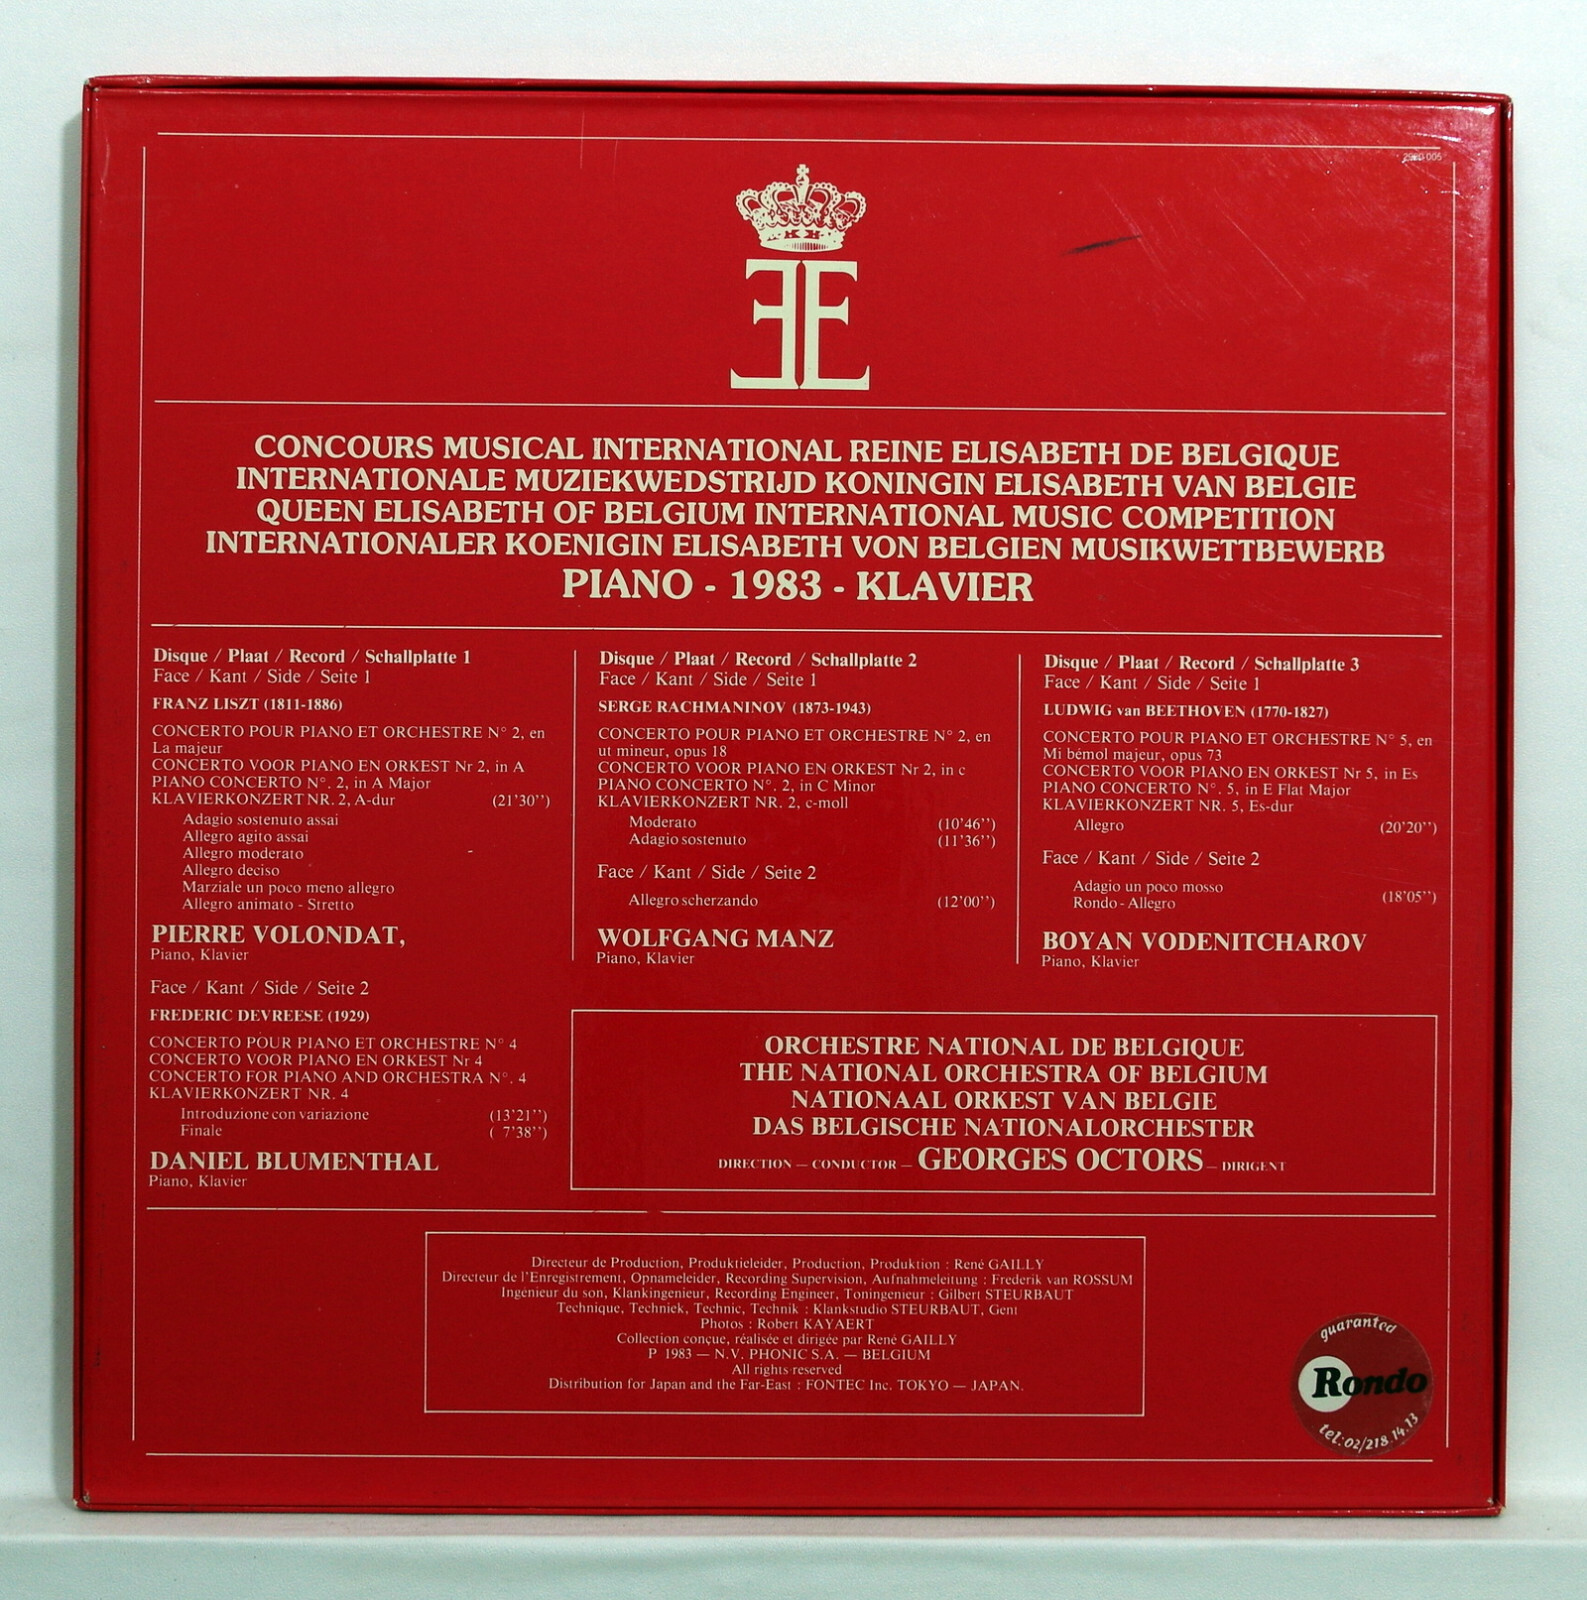 CONCOURS MUSICAL INTERNATIONAL REINE ELISABETH DE BELGIQUE
INTERNATIONALE MUZIEKWEDSTRIJD KONINGIN ELISABETH VAN BELGIE
QUEEN ELISABETH OF BELGIUM INTERNATIONAL MUSIC COMPETITION
INTERNATIONALER KOENIGIN ELISABETH VON BELGIEN MUSIKWETTBEWERB
PIANO - 1983 - KLAVIER
Disque / Plaat / Record / Schallplatte 1
Face / Kant / Side / Seite 1
FRANZ LISZT (1811-1886)
CONCERTO POUR PIANO ET ORCHESTRE N° 2, en
La majeur
CONCERTO VOOR PIANO EN ORKEST Nr 2, in A
PIANO CONCERTO N°. 2, in A Major
KLAVIERKONZERT NR. 2, A-dur (21'30'')
Adagio sostenuto assai
Allegro agito assai
Allegro moderato
Allegro deciso
Marziale un poco meno allegro
Allegro animato - Stretto
PIERRE VOLONDAT,
Piano, Klavier
Face / Kant / Side / Seite 2
FREDERIC DEVREESE (1929)
CONCERTO POUR PIANO ET ORCHESTRE N° 4
CONCERTO VOOR PIANO EN ORKEST Nr 4
CONCERTO FOR PIANO AND ORCHESTRA N°. 4
KLAVIERKONZERT NR. 4
Introduzione con variazione (13'21'')
Finale ( 7'38'')
DANIEL BLUMENTHAL
Piano, Klavier
Disque / Plaat / Record / Schallplatte 2
Face / Kant / Side / Seite 1
SERGE RACHMANINOV (1873-1943)
CONCERTO POUR PIANO ET ORCHESTRE N° 2, en
ut mineur, opus 18
CONCERTO VOOR PIANO EN ORKEST Nr 2, in c
PIANO CONCERTO N°. 2, in C Minor
KLAVIERKONZERT NR. 2, c-moll
Moderato (10'46'')
Adagio sostenuto (11'36'')
Face / Kant / Side / Seite 2
Allegro scherzando (12'00'')
WOLFGANG MANZ
Piano, Klavier
Disque / Plaat / Record / Schallplatte 3
Face / Kant / Side / Seite 1
LUDWIG van BEETHOVEN (1770-1827)
CONCERTO POUR PIANO ET ORCHESTRE N° 5, en
Mi bémol majeur, opus 73
CONCERTO VOOR PIANO EN ORKEST Nr 5, in Es
PIANO CONCERTO N°. 5, in E Flat Major
KLAVIERKONZERT NR. 5, Es-dur
Allegro (20'20'')
Face / Kant / Side / Seite 2
Adagio un poco mosso
Rondo - Allegro (18'05'')
BOYAN VODENITCHAROV
Piano, Klavier
ORCHESTRE NATIONAL DE BELGIQUE
THE NATIONAL ORCHESTRA OF BELGIUM
NATIONAAL ORKEST VAN BELGIE
DAS BELGISCHE NATIONALORCHESTER
DIRECTION — CONDUCTOR — GEORGES OCTORS — DIRIGENT
Directeur de Production, Produktieleider, Production, Produktion : René GAILLY
Directeur de l'Enregistrement, Opnameleider, Recording Supervision, Aufnahmeleitung : Frederik van ROSSUM
Ingénieur du son, Klankingenieur, Recording Engineer, Toningenieur : Gilbert STEURBAUT
Technique, Techniek, Technic, Technik : Klankstudio STEURBAUT, Gent
Photos : Robert KAYAERT
Collection conçue, réalisée et dirigée par René GAILLY
P 1983 — N.V. PHONIC S.A. — BELGIUM
All rights reserved
Distribution for Japan and the Far-East : FONTEC Inc. TOKYO — JAPAN.
guaranted
Rondo
tel: 02/218.14.13